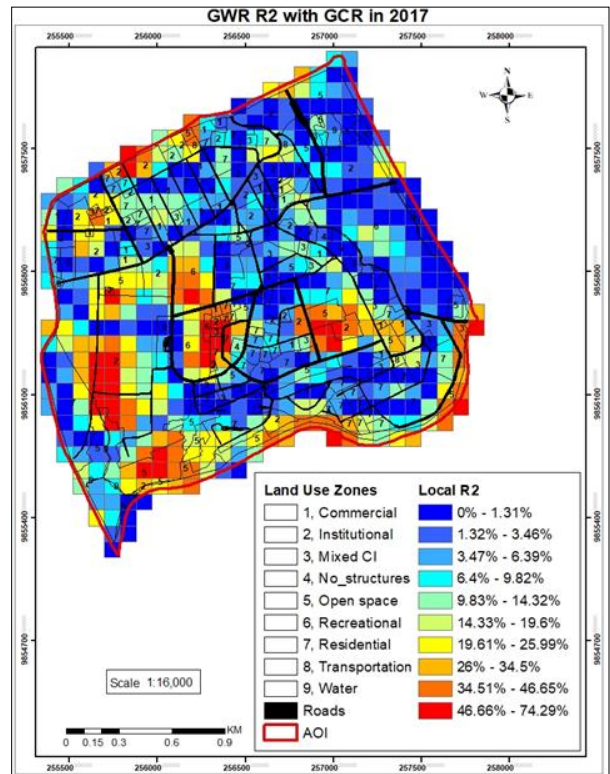 GWR R2 with GCR in 2017
255500 256000 256500 257000 257500 258000
N
W E
S
9857500 9857500
9856800 9856800
9856100 9856100
9855400 9855400
9854700 9854700
Land Use Zones Local R2
1, Commercial 0% - 1.31%
2, Institutional 1.32% - 3.46%
3, Mixed CI 3.47% - 6.39%
4, No_structures 6.4% - 9.82%
5, Open space 9.83% - 14.32%
6, Recreational 14.33% - 19.6%
7, Residential 19.61% - 25.99%
8, Transportation 26% - 34.5%
9, Water 34.51% - 46.65%
Roads 46.66% - 74.29%
AOI
Scale 1:16,000
KM
0 0.15 0.3 0.6 0.9
255500 256000 256500 257000 257500 258000